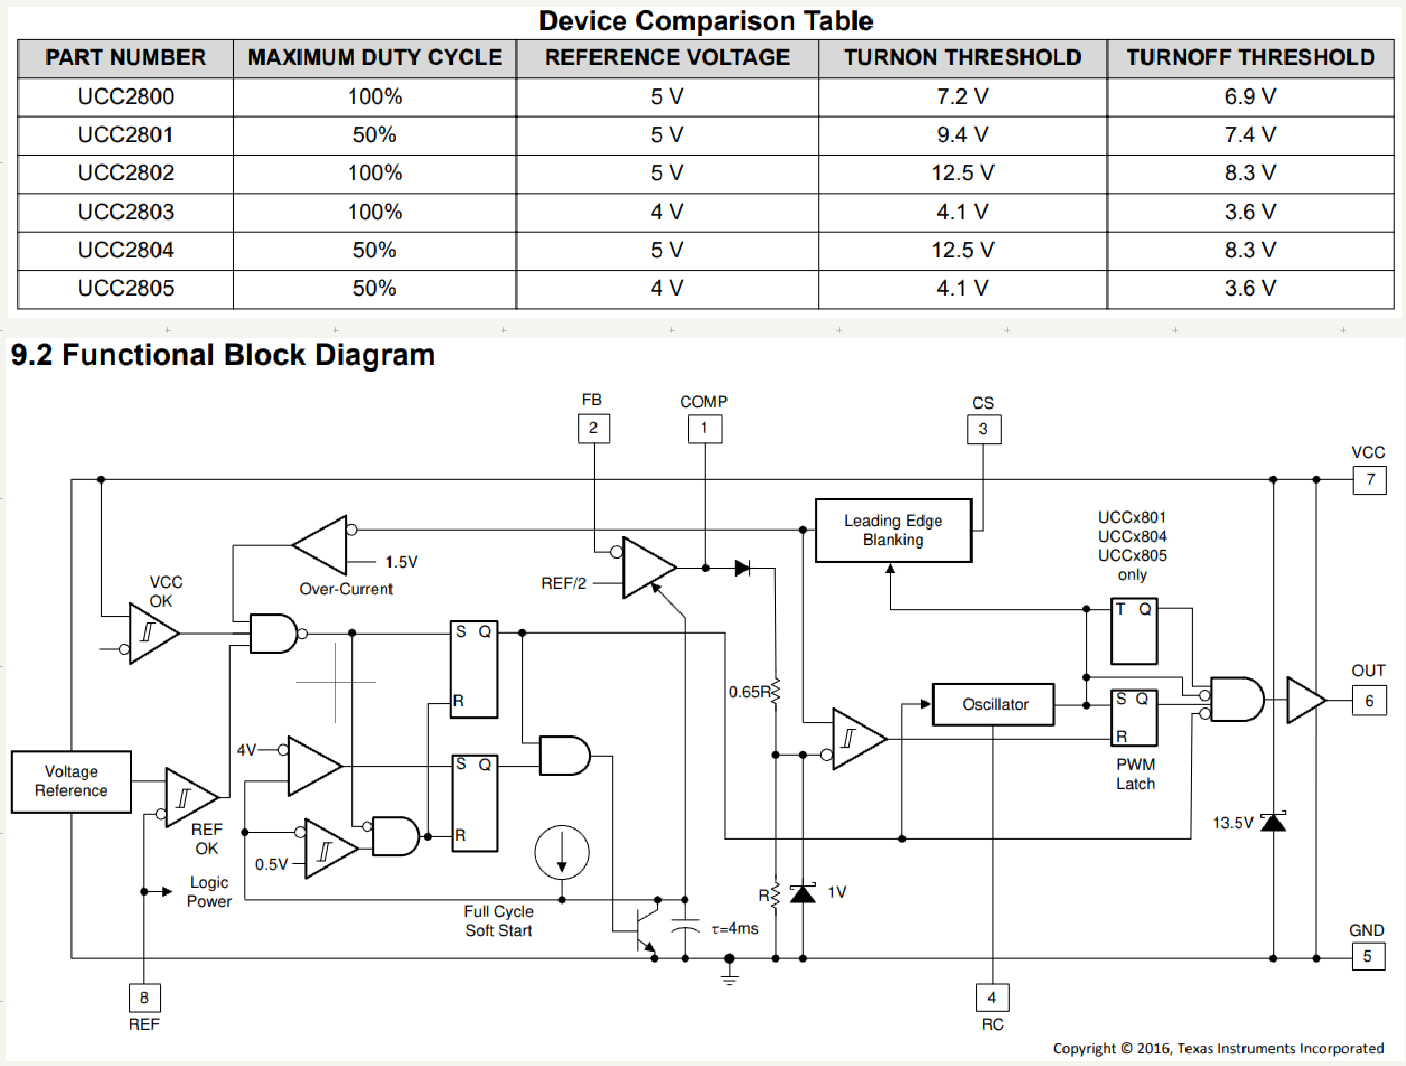 Device Comparison Table
PART NUMBER MAXIMUM DUTY CYCLE REFERENCE VOLTAGE TURNON THRESHOLD TURNOFF THRESHOLD
UCC2800 100% 5 V 7.2 V 6.9 V
UCC2801 50% 5 V 9.4 V 7.4 V
UCC2802 100% 5 V 12.5 V 8.3 V
UCC2803 100% 4 V 4.1 V 3.6 V
UCC2804 50% 5 V 12.5 V 8.3 V
UCC2805 50% 4 V 4.1 V 3.6 V
9.2 Functional Block Diagram
FB
2
COMP
1
CS
3
VCC
7
Leading Edge
Blanking
UCCx801
UCCx804
UCCx805
only
1.5V
Over-Current
REF/2
VCC
OK
T Q
S Q
R
0.65R
Oscillator
S Q
R
PWM
Latch
OUT
6
4V
S Q
R
Voltage
Reference
REF
OK
0.5V
13.5V
Logic
Power
Full Cycle
Soft Start
R
1V
τ=4ms
GND
5
8
REF
4
RC
Copyright © 2016, Texas Instruments Incorporated